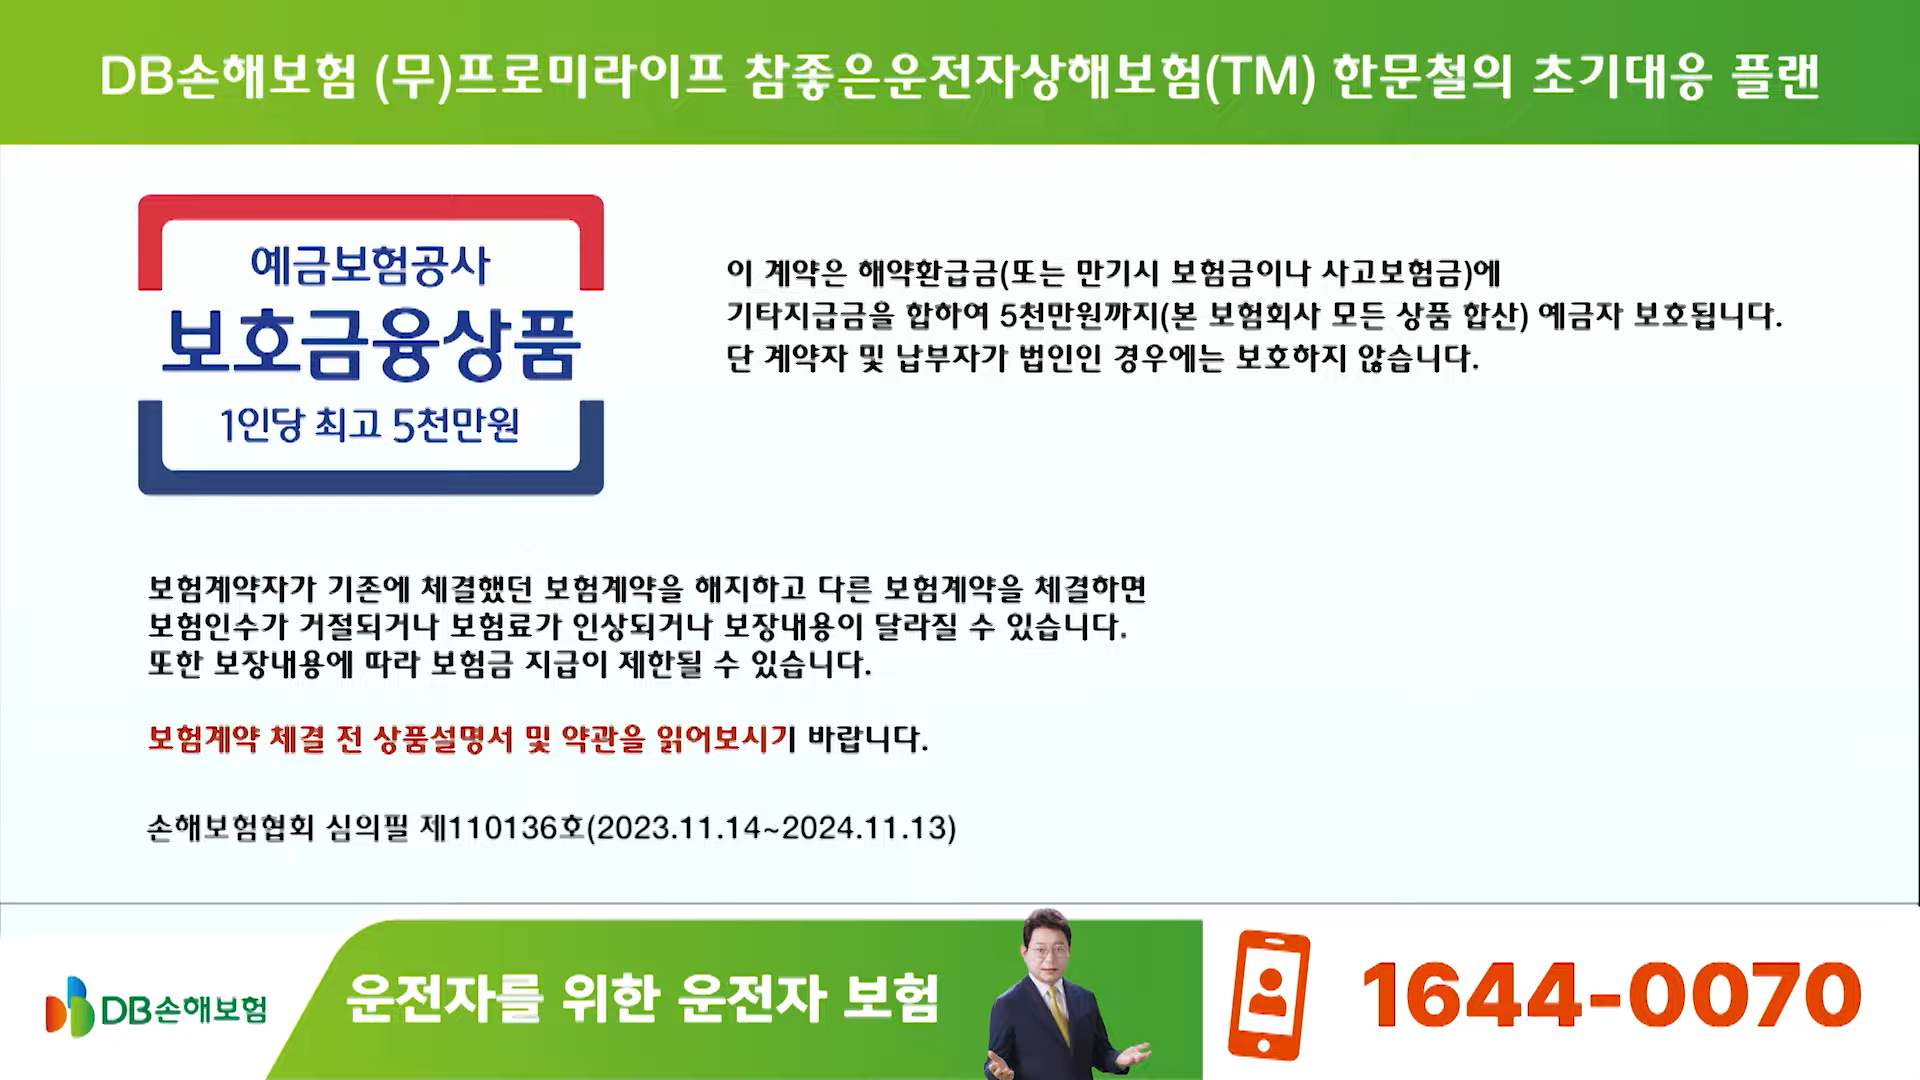 DB손해보험 (무)프로미라이프 참좋은운전자상해보험(TM) 한문철의 초기대응 플랜
예금보험공사
보호금융상품
1인당 최고 5천만원
이 계약은 해약환급금(또는 만기시 보험금이나 사고보험금)에
기타지급금을 합하여 5천만원까지(본 보험회사 모든 상품 합산) 예금자 보호됩니다.
단 계약자 및 납부자가 법인인 경우에는 보호하지 않습니다.
보험계약자가 기존에 체결했던 보험계약을 해지하고 다른 보험계약을 체결하면
보험인수가 거절되거나 보험료가 인상되거나 보장내용이 달라질 수 있습니다.
또한 보장내용에 따라 보험금 지급이 제한될 수 있습니다.
보험계약 체결 전 상품설명서 및 약관을 읽어보시기 바랍니다.
손해보험협회 심의필 제110136호(2023.11.14~2024.11.13)
DB손해보험
운전자를 위한 운전자 보험
1644-0070